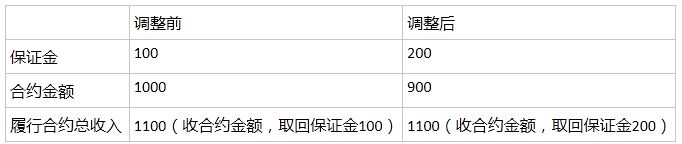 调整前 调整后
保证金 100 200
合约金额 1000 900
履行合约总收入 1100（收合约金额，取回保证金100） 1100（收合约金额，取回保证金200）